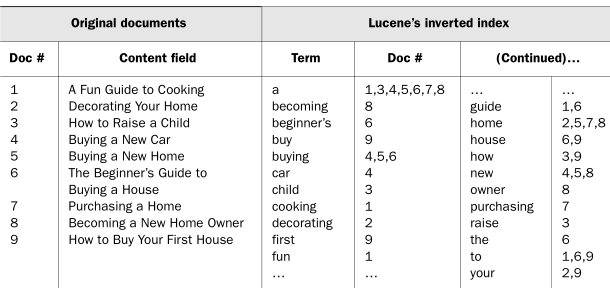 Original documents Lucene's inverted index
Doc # Content field Term Doc # (Continued)...
1 A Fun Guide to Cooking a 1,3,4,5,6,7,8 ... ...
2 Decorating Your Home becoming 8 guide 1,6
3 How to Raise a Child beginner's 6 home 2,5,7,8
4 Buying a New Car buy 9 house 6,9
5 Buying a New Home buying 4,5,6 how 3,9
6 The Beginner's Guide to car 4 new 4,5,8
Buying a House child 3 owner 8
7 Purchasing a Home cooking 1 purchasing 7
8 Becoming a New Home Owner decorating 2 raise 3
9 How to Buy Your First House first 9 the 6
fun 1 to 1,6,9
... ... your 2,9